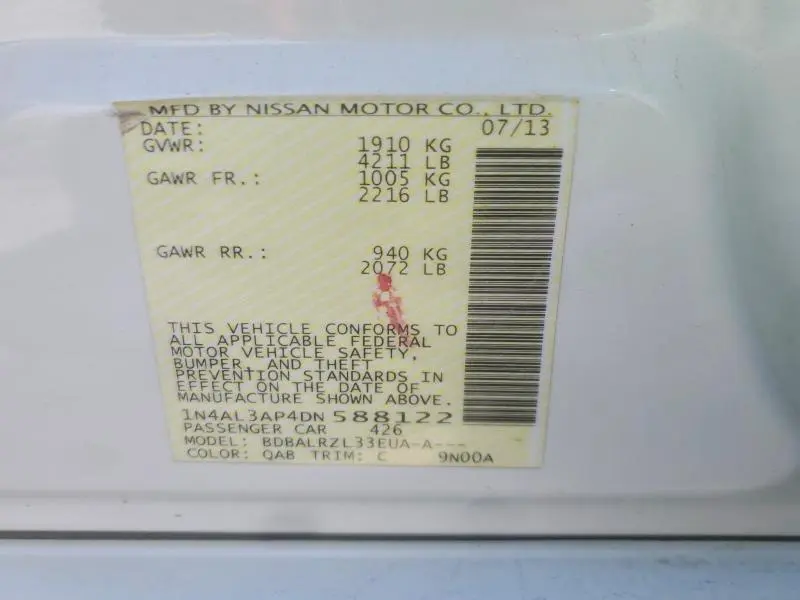 MFD BY NISSAN MOTOR CO., LTD.
DATE: 07/13
GVWR: 1910 KG
4211 LB
GAWR FR.: 1005 KG
2216 LB
GAWR RR.: 940 KG
2072 LB
THIS VEHICLE CONFORMS TO
ALL APPLICABLE FEDERAL
MOTOR VEHICLE SAFETY,
BUMPER, AND THEFT
PREVENTION STANDARDS IN
EFFECT ON THE DATE OF
MANUFACTURE SHOWN ABOVE.
1N4AL3AP4DN 588122
PASSENGER CAR 426
MODEL: BDBALRZL33EUA-A---
COLOR: QAB TRIM: C 9N00A